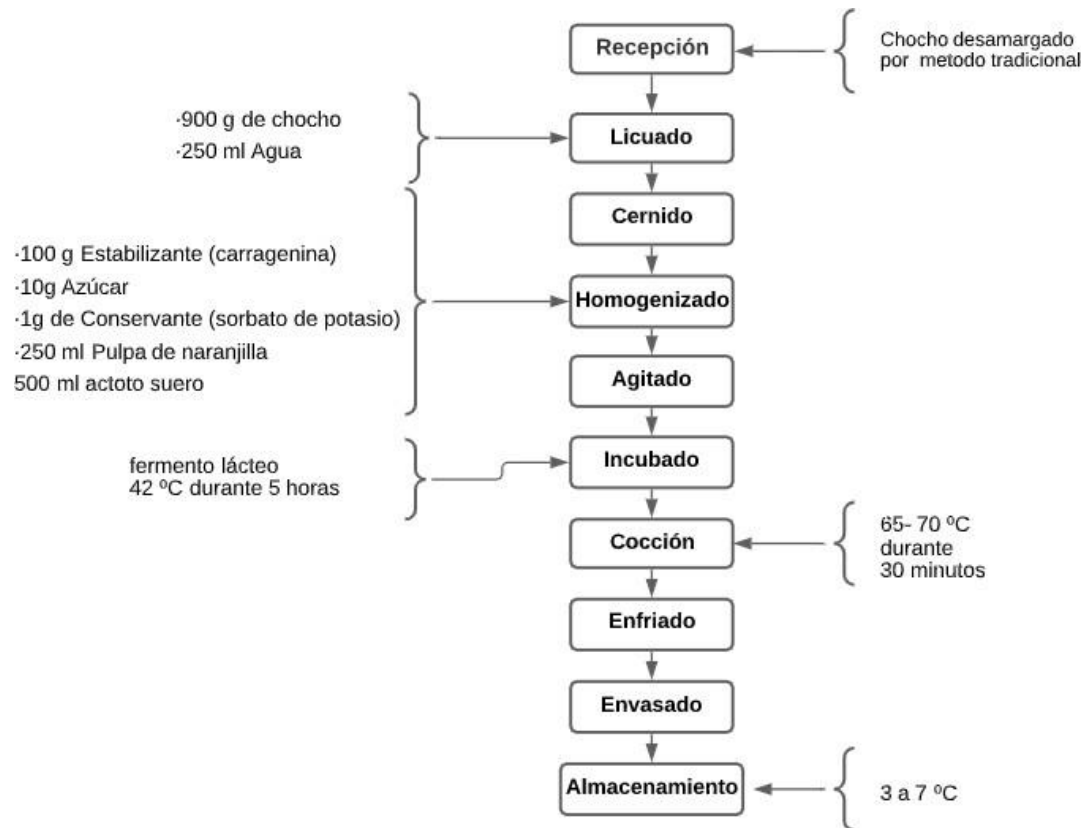 Recepción
Chocho desamargado
por metodo tradicional
·900 g de chocho
·250 ml Agua
Licuado
Cernido
·100 g Estabilizante (carragenina)
·10g Azúcar
·1g de Conservante (sorbato de potasio)
·250 ml Pulpa de naranjilla
500 ml actoto suero
Homogenizado
Agitado
fermento lácteo
42 ºC durante 5 horas
Incubado
Cocción
65- 70 ºC
durante
30 minutos
Enfriado
Envasado
Almacenamiento
3 a 7 ºC